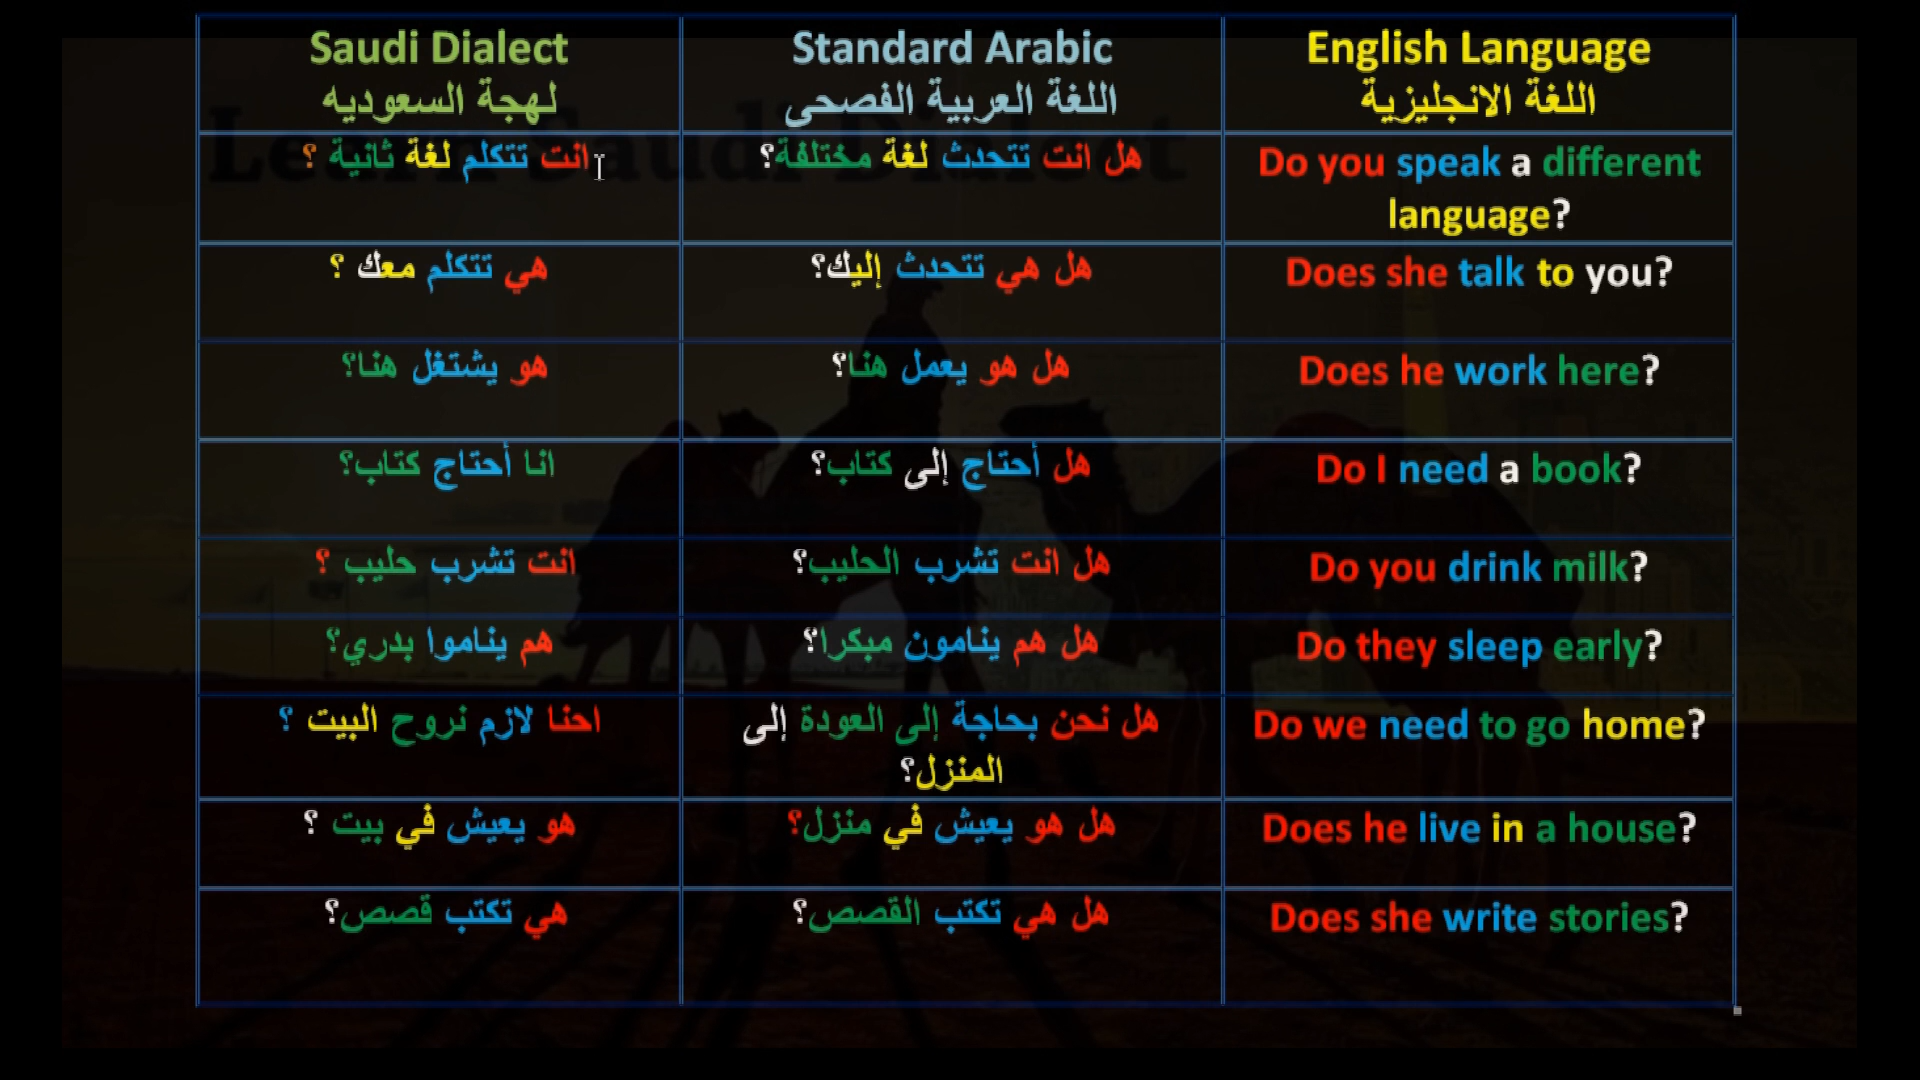 Saudi Dialect
لهجة السعوديه
Standard Arabic
اللغة العربية الفصحى
English Language
اللغة الانجليزية
انت تتكلم لغة ثانية ؟
هل انت تتحدث لغة مختلفة؟
Do you speak a different
language?
هي تتكلم معك ؟
هل هي تتحدث إليك؟
Does she talk to you?
هو يشتغل هنا؟
هل هو يعمل هنا؟
Does he work here?
انا أحتاج كتاب؟
هل أحتاج إلى كتاب؟
Do I need a book?
انت تشرب حليب ؟
هل انت تشرب الحليب؟
Do you drink milk?
هم يناموا بدري؟
هل هم ينامون مبكرا؟
Do they sleep early?
احنا لازم نروح البيت ؟
هل نحن بحاجة إلى العودة إلى
المنزل؟
Do we need to go home?
هو يعيش في بيت ؟
هل هو يعيش في منزل؟
Does he live in a house?
هي تكتب قصص؟
هل هي تكتب القصص؟
Does she write stories?
Learn Saudi Dialect